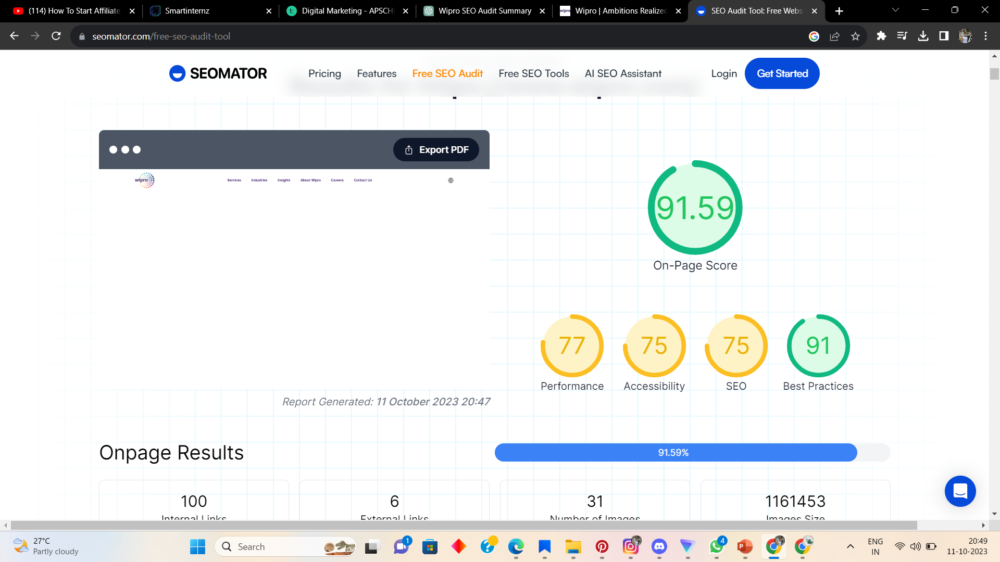 (114) How To Start Affiliate
Smartinternz
Digital Marketing - APSCH
Wipro SEO Audit Summary
Wipro | Ambitions Realized
SEO Audit Tool: Free Webs
seomator.com/free-seo-audit-tool
SEOMATOR
Pricing
Features
Free SEO Audit
Free SEO Tools
AI SEO Assistant
Login
Get Started
Export PDF
wipro
Services
Industries
Insights
About Wipro
Careers
Contact Us
91.59
On-Page Score
77
75
75
91
Performance
Accessibility
SEO
Best Practices
Report Generated: 11 October 2023 20:47
Onpage Results
91.59%
100
6
31
1161453
Internal Links
External Links
Number of Images
Images Size
27°C
Partly cloudy
Search
1
4
ENG
IN
20:49
11-10-2023